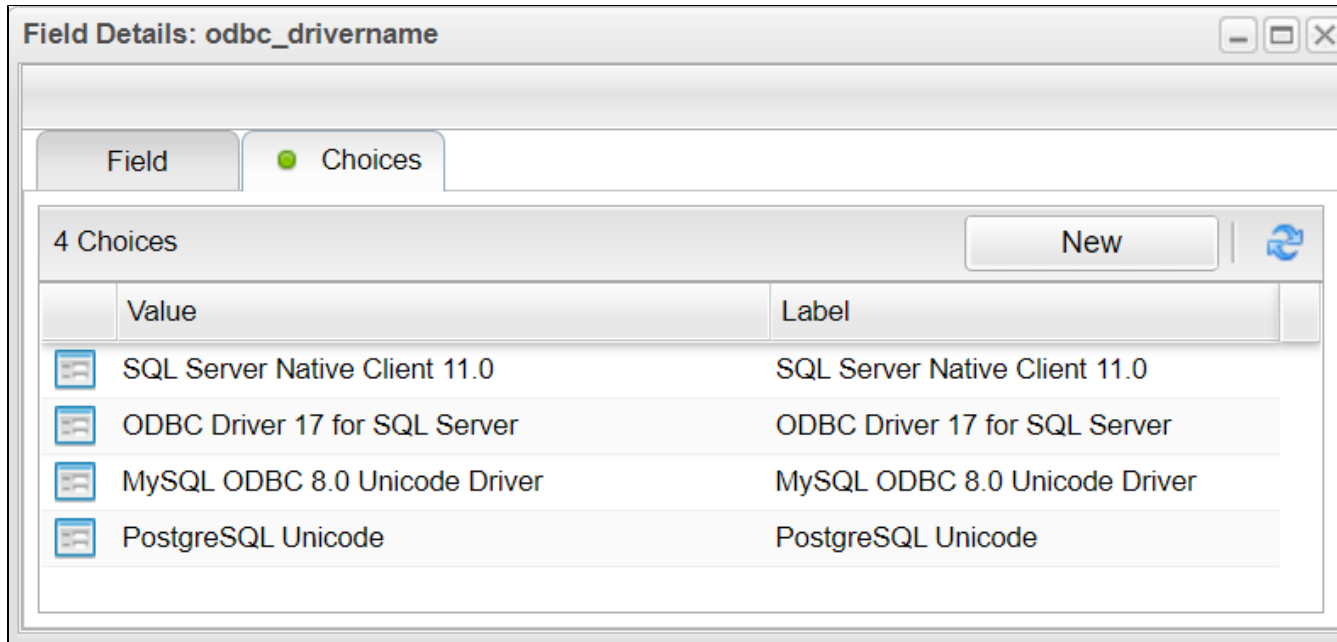 Field Details: odbc_drivername
Field Choices
4 Choices New
Value Label
SQL Server Native Client 11.0 SQL Server Native Client 11.0
ODBC Driver 17 for SQL Server ODBC Driver 17 for SQL Server
MySQL ODBC 8.0 Unicode Driver MySQL ODBC 8.0 Unicode Driver
PostgreSQL Unicode PostgreSQL Unicode